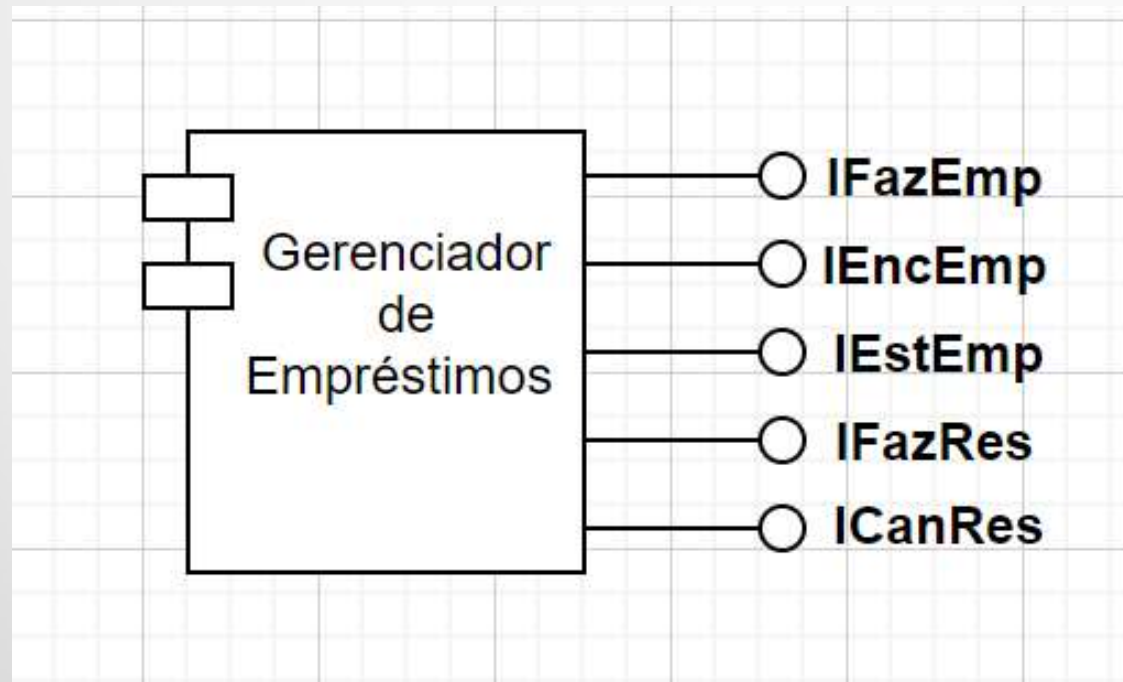 Gerenciador
de
Empréstimos
IFazEmp
IEncEmp
IEstEmp
IFazRes
ICanRes